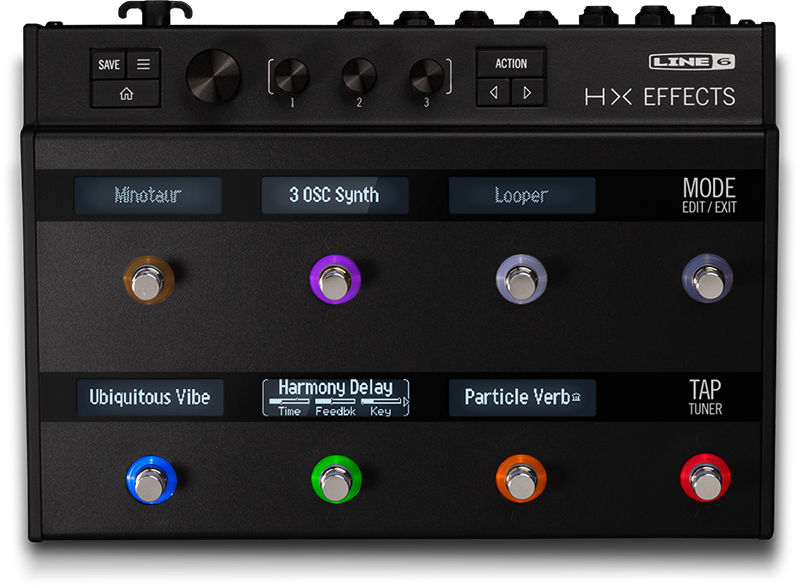 SAVE
ACTION
LINE 6
1
2
3
HX EFFECTS
Minotaur
3 OSC Synth
Looper
MODE
EDIT / EXIT
Ubiquitous Vibe
Harmony Delay
Time Feedbk Key
Particle Verb
TAP
TUNER